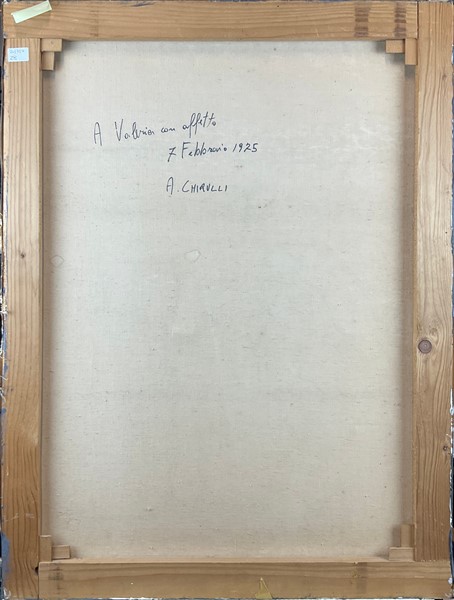 A Valeria con affetto
7 Febbraio 1925
A. CHIRULLI